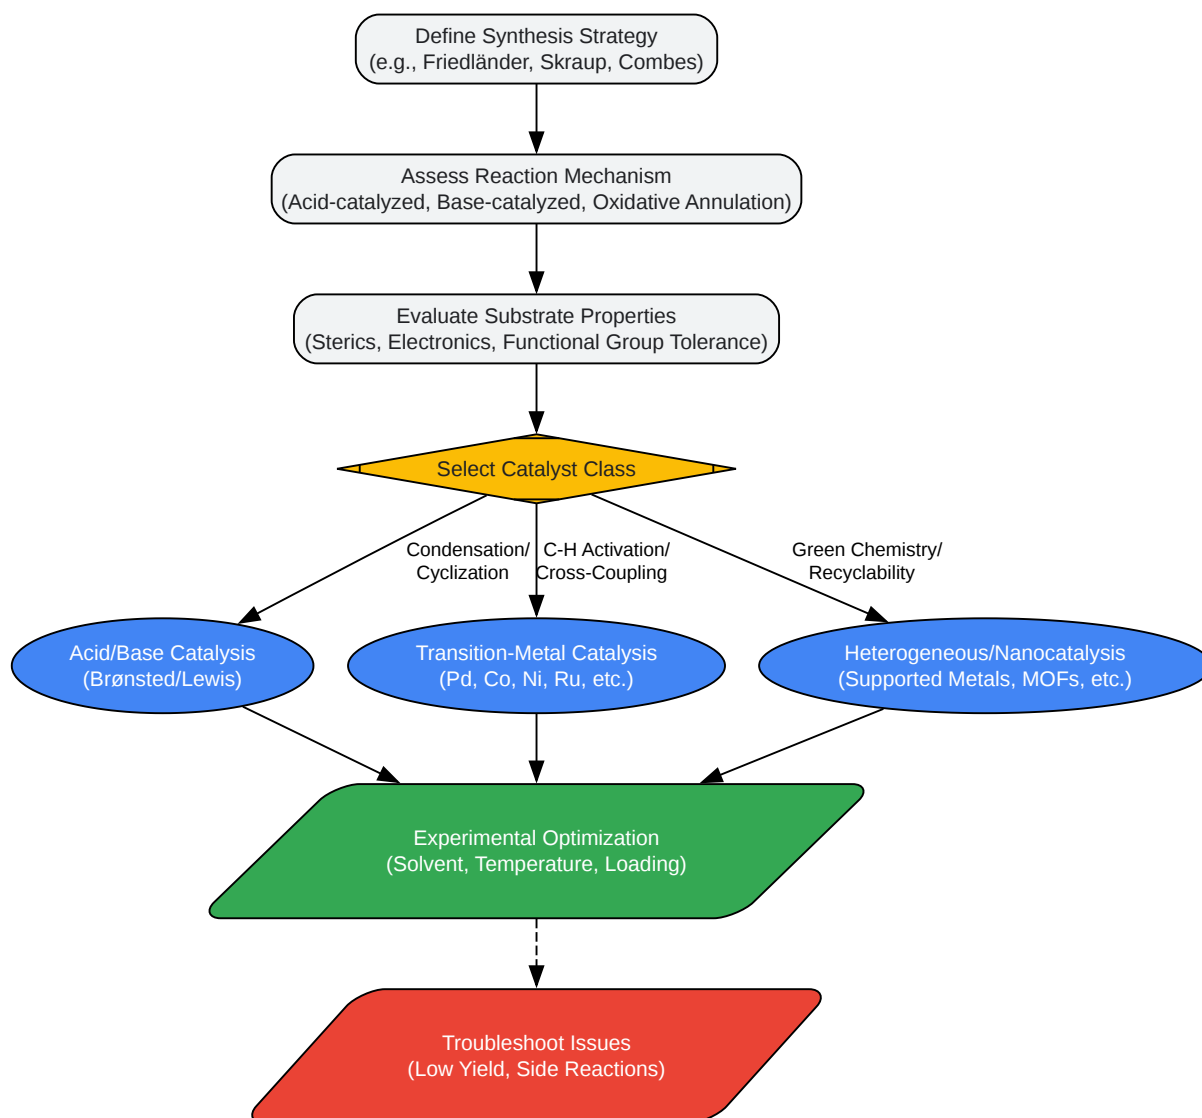 Define Synthesis Strategy
(e.g., Friedländer, Skraup, Combes)
Assess Reaction Mechanism
(Acid-catalyzed, Base-catalyzed, Oxidative Annulation)
Evaluate Substrate Properties
(Sterics, Electronics, Functional Group Tolerance)
Select Catalyst Class
Condensation/
Cyclization
C-H Activation/
Cross-Coupling
Green Chemistry/
Recyclability
Acid/Base Catalysis
(Brønsted/Lewis)
Transition-Metal Catalysis
(Pd, Co, Ni, Ru, etc.)
Heterogeneous/Nanocatalysis
(Supported Metals, MOFs, etc.)
Experimental Optimization
(Solvent, Temperature, Loading)
Troubleshoot Issues
(Low Yield, Side Reactions)